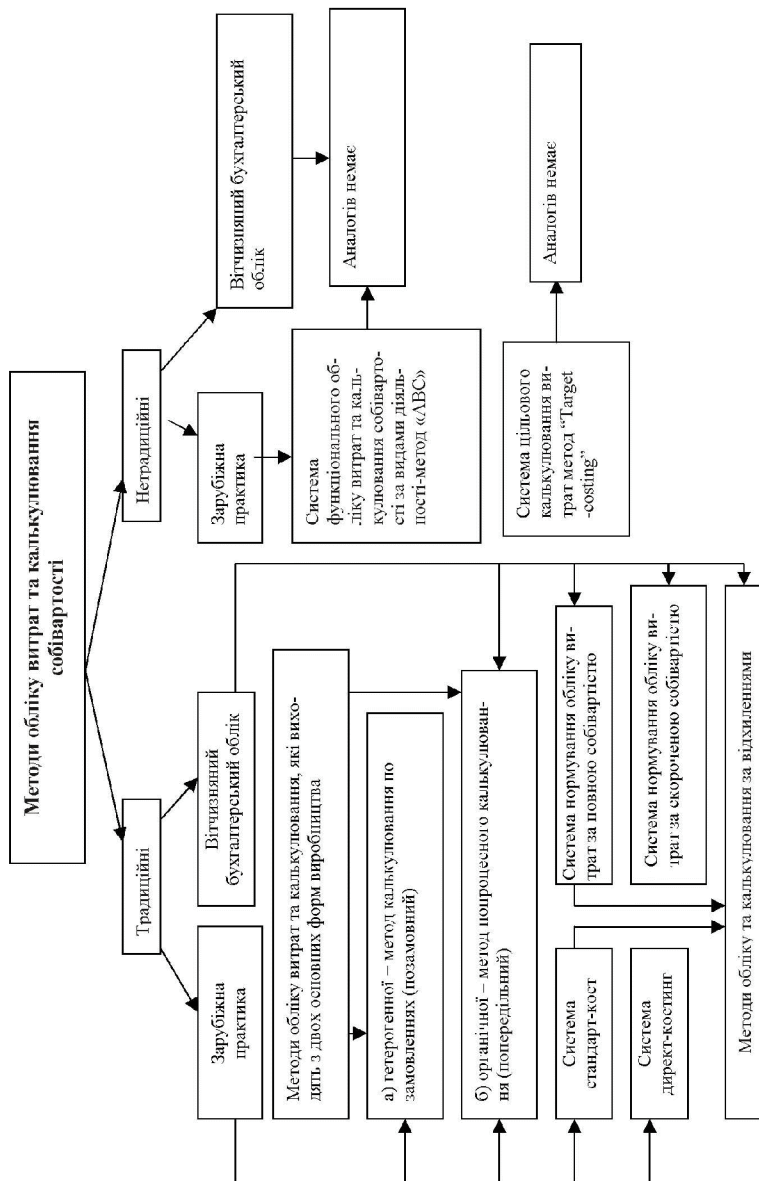 Методи обліку витрат та калькулювання
собівартості
Традиційні
Нетрадиційні
Зарубіжна
практика
Вітчизняний
бухгалтерський облік
Зарубіжна
практика
Вітчизняний бухгалтерський
облік
Методи обліку витрат та калькулювання, які вихо-
дять з двох основних форм виробництва
а) гетерогенної – метод калькулювання по
замовленнях (позамовний)
б) органічної – метод попроцесного калькулюван-
ня (попередільний)
Система
стандарт-кост
Система нормування обліку ви-
трат за повною собівартістю
Система
директ-костинг
Система нормування обліку ви-
трат за скороченою собівартістю
Методи обліку та калькулювання за відхиленнями
Система
функціонального об-
ліку витрат та каль-
кулювання собіварто-
сті за видами діяль-
ності-метод «АВС»
Аналогів немає
Система цільового
калькулювання ви-
трат метод “Target
-costing”
Аналогів немає